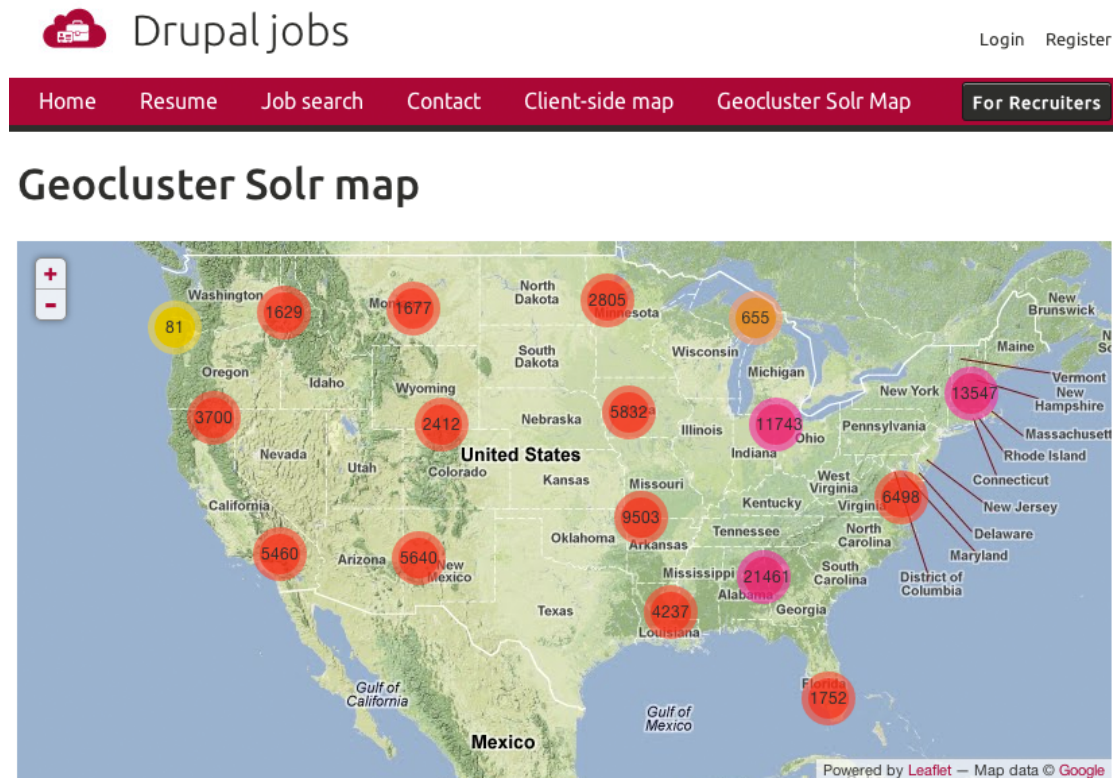 Drupal jobs
Login Register
Home Resume Job search Contact Client-side map Geocluster Solr Map For Recruiters
Geocluster Solr map
+
-
Washington
81
1629
1677
North
Dakota
2805
655
New
Brunswick
Maine
South
Dakota
Wisconsin
Michigan
Oregon
Idaho
Wyoming
New York
13547
Vermont
New
Hampshire
Massachusett
Rhode Island
Connecticut
New Jersey
Delaware
Maryland
District of
Columbia
3700
2412
Nebraska
5832
Illinois
11743
Ohio
Indiana
Pennsylvania
Nevada
Utah
Colorado
United States
Kansas
Missouri
West
Virginia
Virginia
6498
Kentucky
California
5460
Arizona
5640
New
Mexico
Oklahoma
9503
Arkansas
Tennessee
North
Carolina
South
Carolina
Mississippi
21461
Alabama
Georgia
Texas
4237
Louisiana
Florida
1752
Gulf of
California
Gulf of
Mexico
Mexico
Powered by Leaflet — Map data © Google